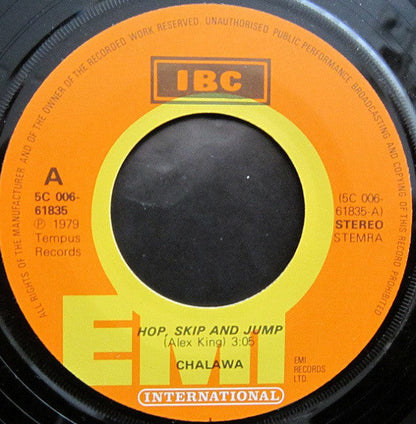 ALL RIGHTS OF THE MANUFACTURER AND OF THE OWNER OF THE RECORDED WORK RESERVED. UNAUTHORISED PUBLIC PERFORMANCE BROADCASTING AND COPYING OF THIS RECORD PROHIBITED
IBC
A
5C 006-
61835
℗ 1979
Tempus
Records
(5C 006-
61835-A)
STEREO
STEMRA
HOP, SKIP AND JUMP
(Alex King) 3:05
CHALAWA
EMI
RECORDS
LTD.
EMI
INTERNATIONAL